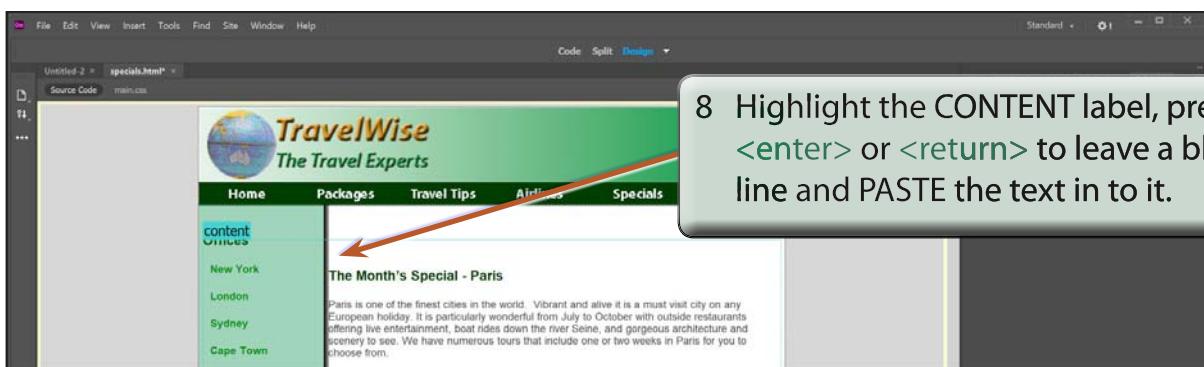 Dw File Edit View Insert Tools Find Site Window Help Standard
Code Split Design
Untitled-2 × specials.html* ×
Source Code main.css
TravelWise
The Travel Experts
Home Packages Travel Tips Airlines Specials
content
Offices
New York
London
Sydney
Cape Town
The Month's Special - Paris
Paris is one of the finest cities in the world. Vibrant and alive it is a must visit city on any
European holiday. It is particularly wonderful from July to October with outside restaurants
offering live entertainment, boat rides down the river Seine, and gorgeous architecture and
scenery to see. We have numerous tours that include one or two weeks in Paris for you to
choose from.
8 Highlight the CONTENT label, pre
<enter> or <return> to leave a bl
line and PASTE the text in to it.